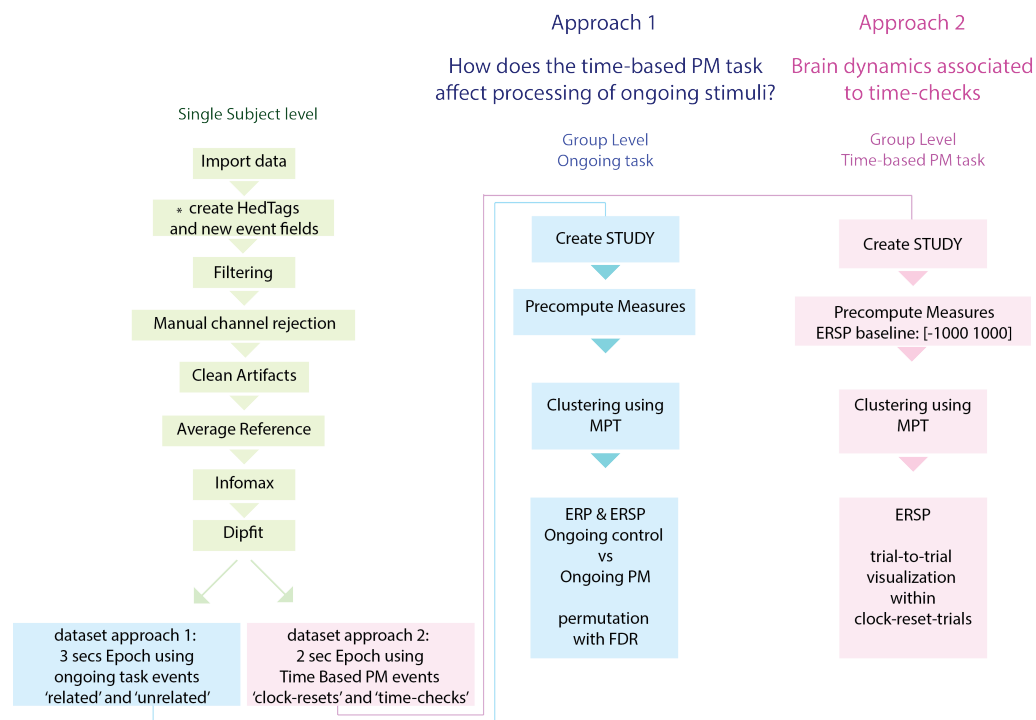 Approach 1
How does the time-based PM task
affect processing of ongoing stimuli?
Group Level
Ongoing task
Approach 2
Brain dynamics associated
to time-checks
Group Level
Time-based PM task
Single Subject level
Import data
* create HedTags
and new event fields
Filtering
Manual channel rejection
Clean Artifacts
Average Reference
Infomax
Dipfit
dataset approach 1:
3 secs Epoch using
ongoing task events
‘related’ and ‘unrelated’
dataset approach 2:
2 sec Epoch using
Time Based PM events
‘clock-resets’ and ‘time-checks’
Create STUDY
Precompute Measures
Clustering using
MPT
ERP & ERSP
Ongoing control
vs
Ongoing PM
permutation
with FDR
Create STUDY
Precompute Measures
ERSP baseline: [-1000 1000]
Clustering using
MPT
ERSP
trial-to-trial
visualization
within
clock-reset-trials